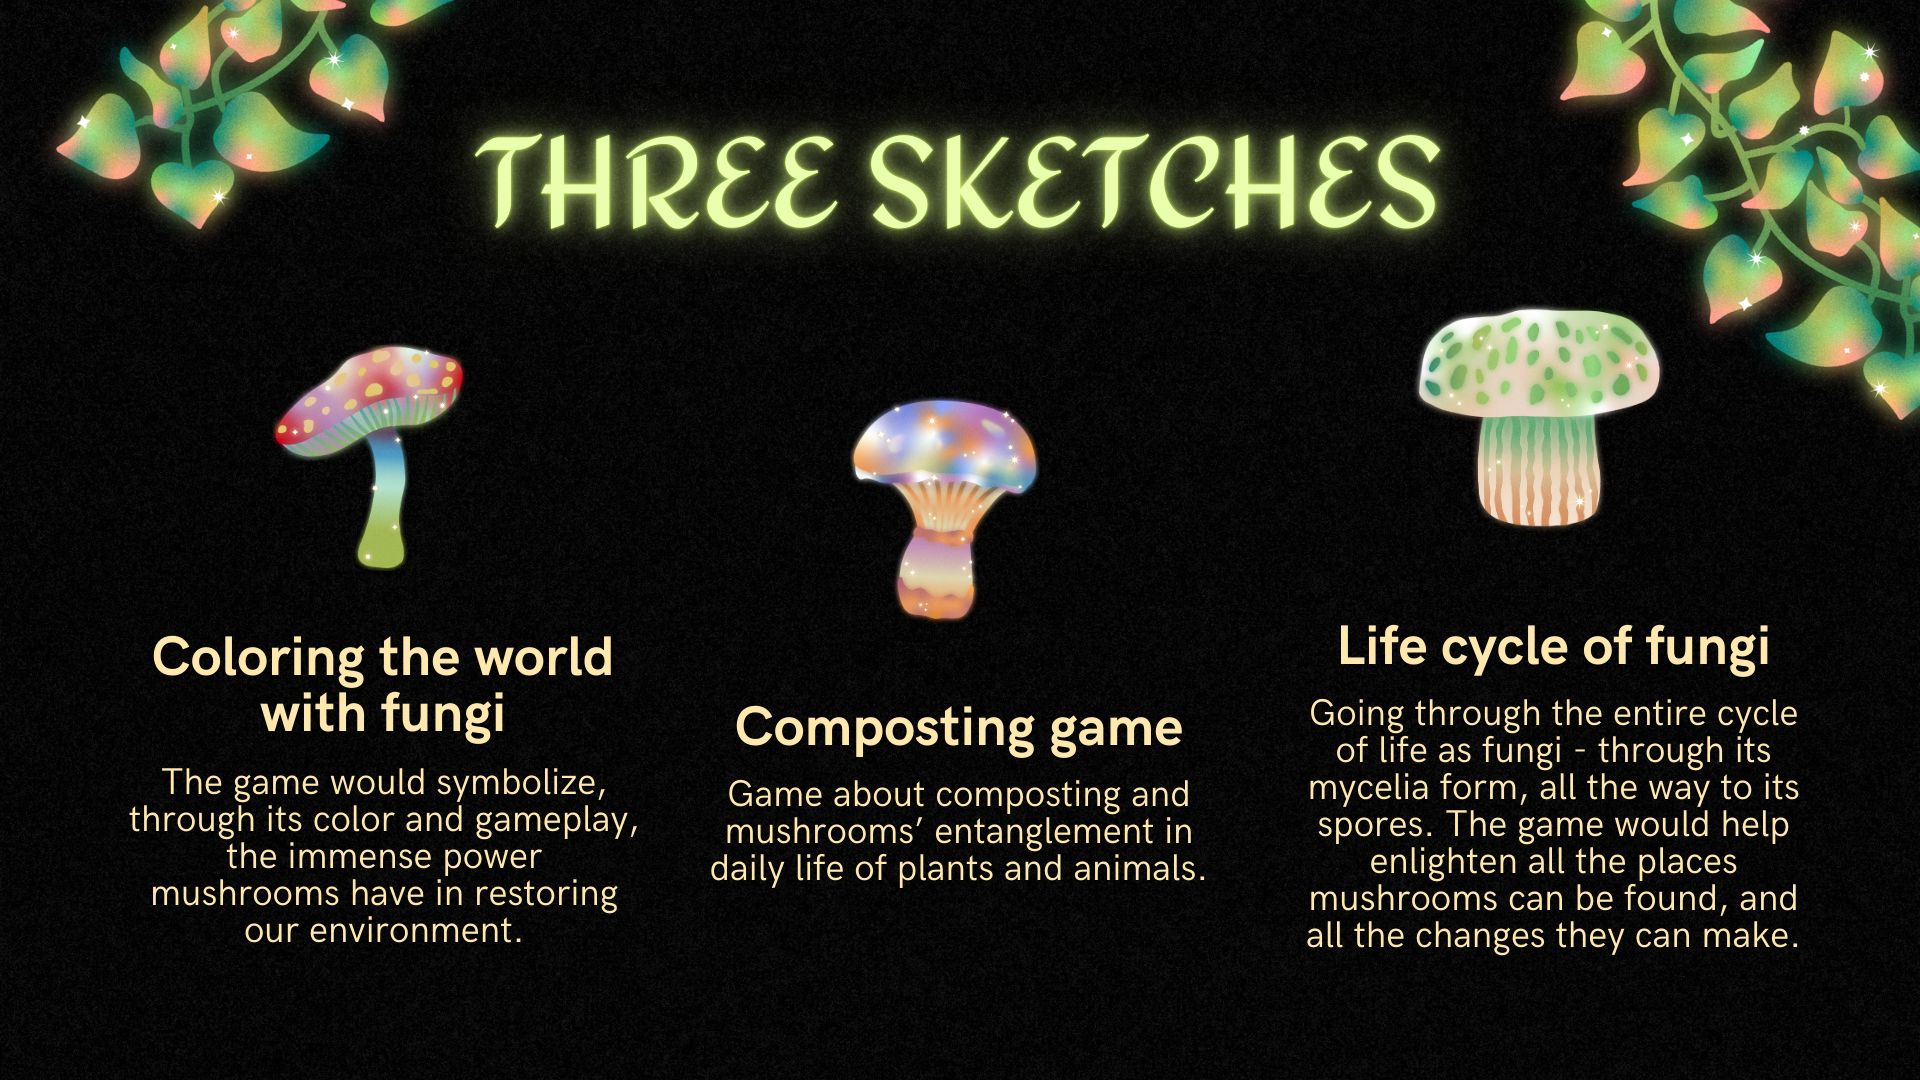 THREE SKETCHES
Coloring the world
with fungi
The game would symbolize,
through its color and gameplay,
the immense power
mushrooms have in restoring
our environment.
Composting game
Game about composting and
mushrooms’ entanglement in
daily life of plants and animals.
Life cycle of fungi
Going through the entire cycle
of life as fungi - through its
mycelia form, all the way to its
spores. The game would help
enlighten all the places
mushrooms can be found, and
all the changes they can make.